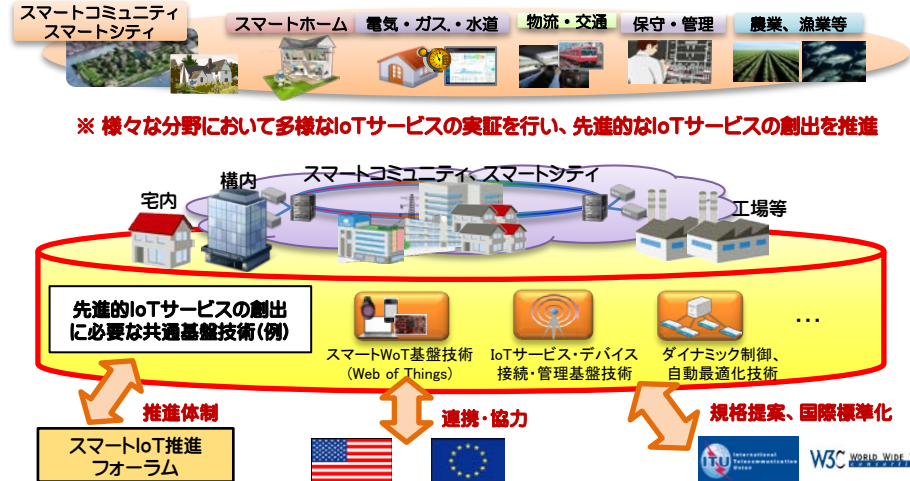 スマートコミュニティ
スマートシティ
スマートホーム
電気・ガス・水道
物流・交通
保守・管理
農業、漁業等
※ 様々な分野において多様なIoTサービスの実証を行い、先進的なIoTサービスの創出を推進
スマートコミュニティ、スマートシティ
構内
宅内
工場等
先進的IoTサービスの創出
に必要な共通基盤技術(例)
スマートWoT基盤技術
(Web of Things)
IoTサービス・デバイス
接続・管理基盤技術
ダイナミック制御、
自動最適化技術
…
推進体制
連携・協力
規格提案、国際標準化
スマートIoT推進
フォーラム
ITU
International
Telecommunication
Union
W3C WORLD WIDE